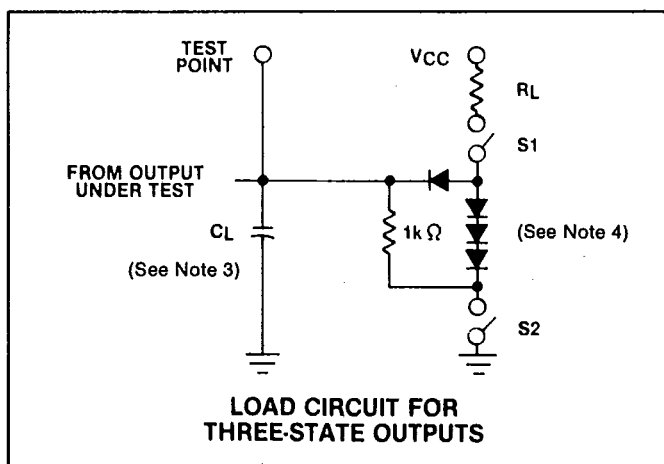 TEST
POINT
VCC
RL
S1
FROM OUTPUT
UNDER TEST
CL
(See Note 3)
1k Ω
(See Note 4)
S2
LOAD CIRCUIT FOR
THREE-STATE OUTPUTS